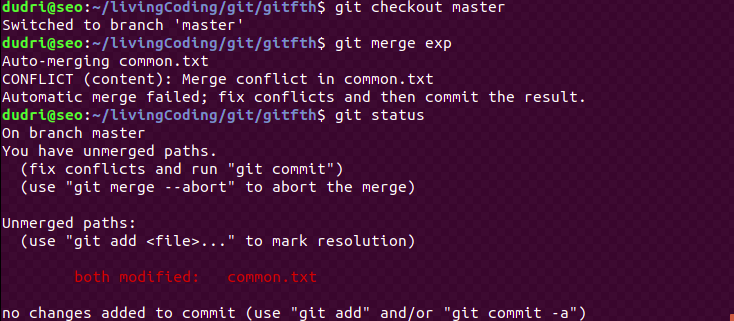 dudri@seo:~/livingCoding/git/gitfth$ git checkout master
Switched to branch 'master'
dudri@seo:~/livingCoding/git/gitfth$ git merge exp
Auto-merging common.txt
CONFLICT (content): Merge conflict in common.txt
Automatic merge failed; fix conflicts and then commit the result.
dudri@seo:~/livingCoding/git/gitfth$ git status
On branch master
You have unmerged paths.
  (fix conflicts and run "git commit")
  (use "git merge --abort" to abort the merge)

Unmerged paths:
  (use "git add <file>..." to mark resolution)

        both modified:   common.txt

no changes added to commit (use "git add" and/or "git commit -a")